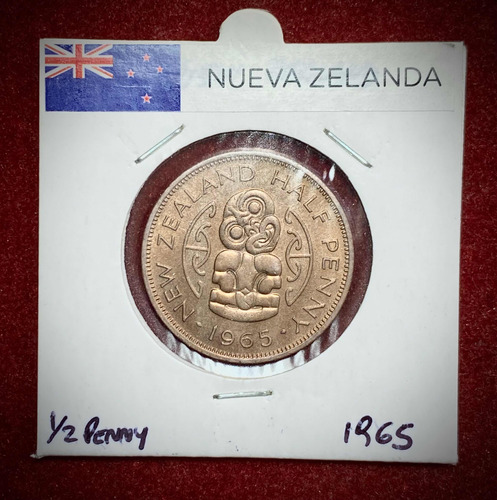 NUEVA ZELANDA
NEW ZEALAND HALF PENNY
· 1965 ·
1/2 PENNY
1965